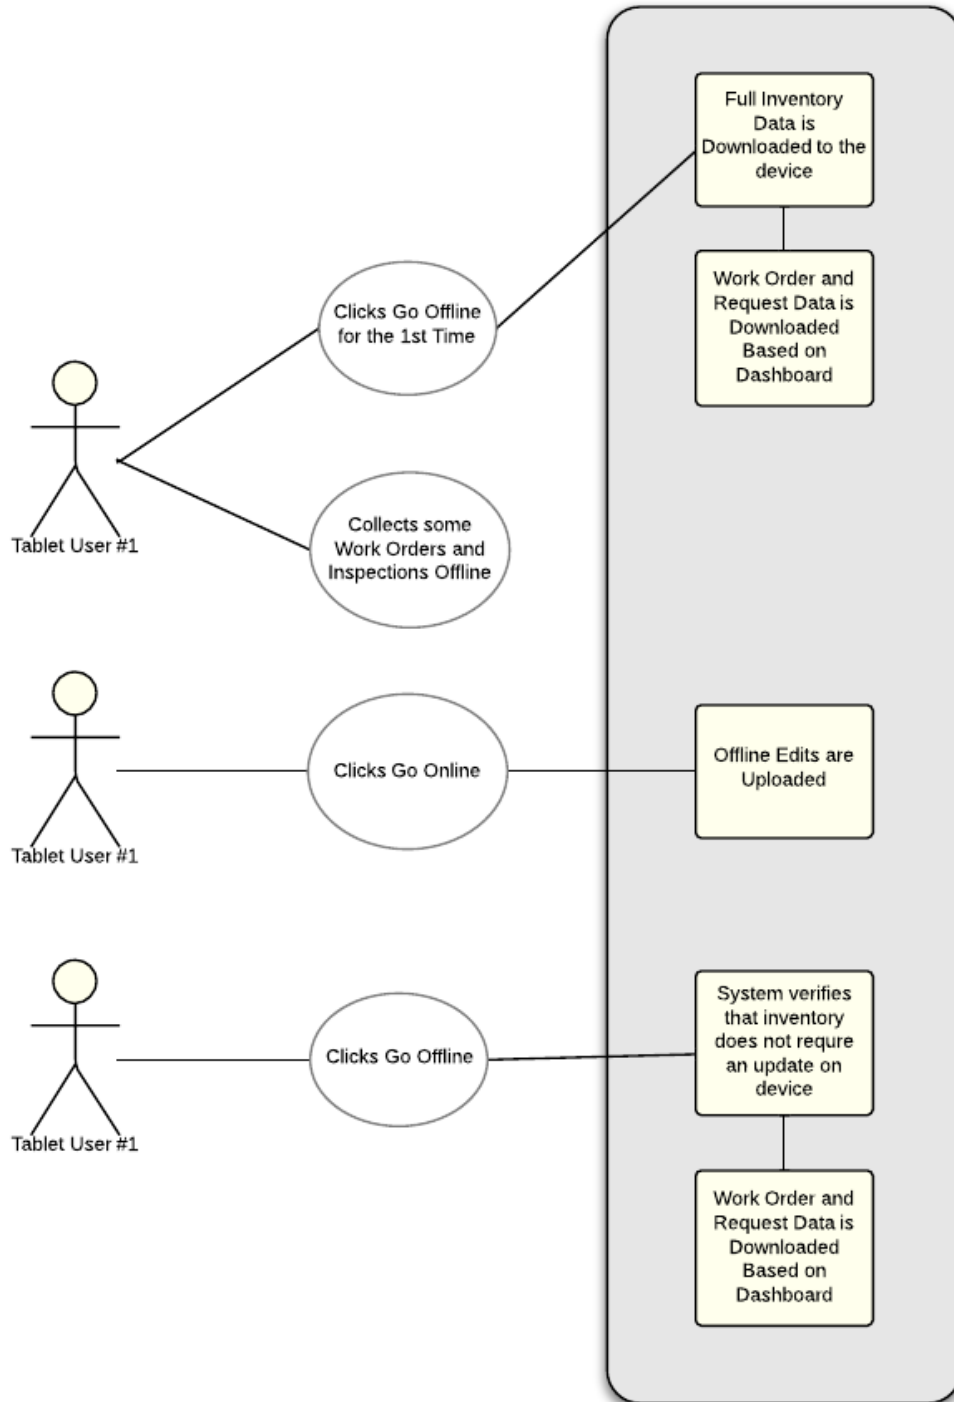 Full Inventory
Data is
Downloaded to the
device
Work Order and
Request Data is
Downloaded
Based on
Dashboard
Clicks Go Offline
for the 1st Time
Tablet User #1
Collects some
Work Orders and
Inspections Offline
Tablet User #1
Clicks Go Online
Offline Edits are
Uploaded
Tablet User #1
Clicks Go Offline
System verifies
that inventory
does not requre
an update on
device
Work Order and
Request Data is
Downloaded
Based on
Dashboard